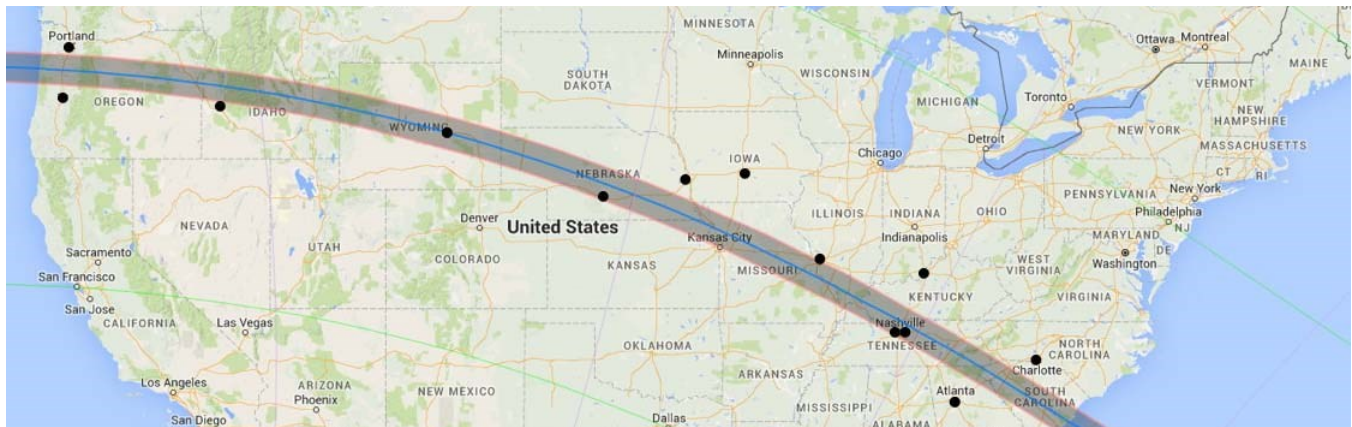 MINNESOTA
MAINE
Portland
Ottawa
Montreal
Minneapolis
SOUTH
DAKOTA
WISCONSIN
VERMONT
OREGON
IDAHO
MICHIGAN
Toronto
NEW
HAMPSHIRE
WYOMING
NEW YORK
MASSACHUSETTS
Detroit
IOWA
Chicago
CT
RI
NEBRASKA
PENNSYLVANIA
New York
ILLINOIS
INDIANA
OHIO
Philadelphia
Denver
NEVADA
United States
Indianapolis
MARYLAND
NJ
Kansas City
DE
UTAH
Sacramento
COLORADO
KANSAS
MISSOURI
WEST
VIRGINIA
Washington
San Francisco
KENTUCKY
VIRGINIA
San Jose
CALIFORNIA
Las Vegas
Nashville
OKLAHOMA
TENNESSEE
NORTH
CAROLINA
Charlotte
ARKANSAS
Los Angeles
ARIZONA
NEW MEXICO
Atlanta
SOUTH
CAROLINA
Phoenix
MISSISSIPPI
San Diego
Dallas
ALABAMA